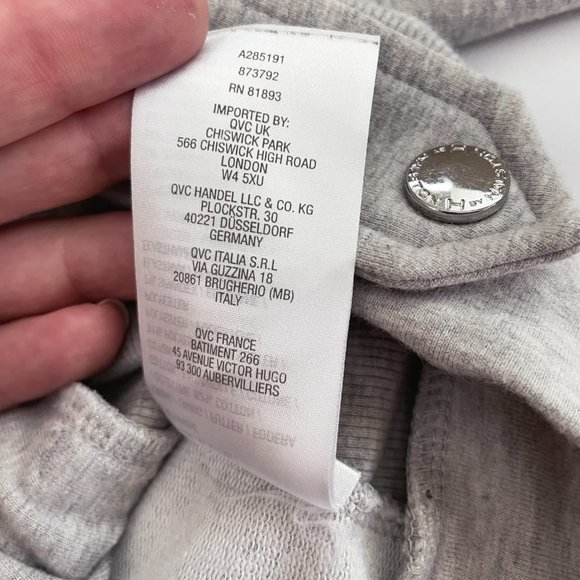 A285191
873792
RN 81893
IMPORTED BY:
QVC UK
CHISWICK PARK
566 CHISWICK HIGH ROAD
LONDON
W4 5XU
QVC HANDEL LLC & CO. KG
PLOCKSTR. 30
40221 DÜSSELDORF
GERMANY
QVC ITALIA S.R.L
VIA GUZZINA 18
20861 BRUGHERIO (MB)
ITALY
QVC FRANCE
BATIMENT 266
45 AVENUE VICTOR HUGO
93 300 AUBERVILLIERS